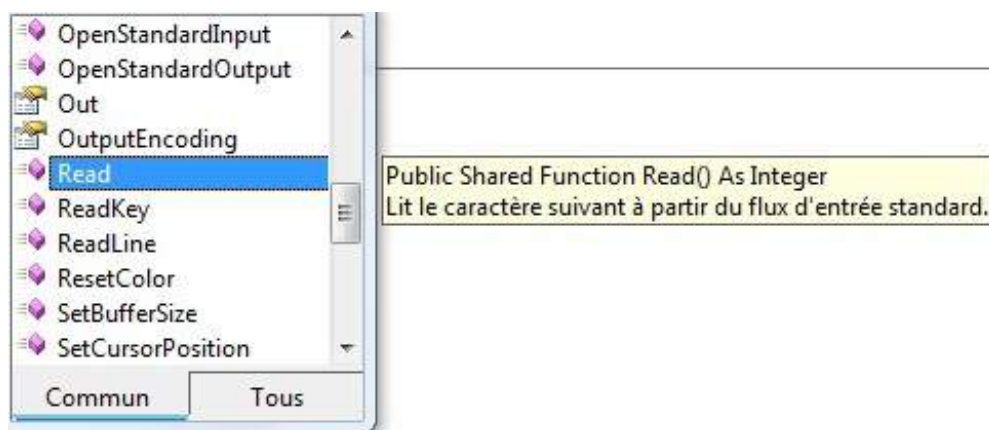 OpenStandardInput
OpenStandardOutput
Out
OutputEncoding
Read
ReadKey
ReadLine
ResetColor
SetBufferSize
SetCursorPosition
Commun Tous
Public Shared Function Read() As Integer
Lit le caractère suivant à partir du flux d'entrée standard.